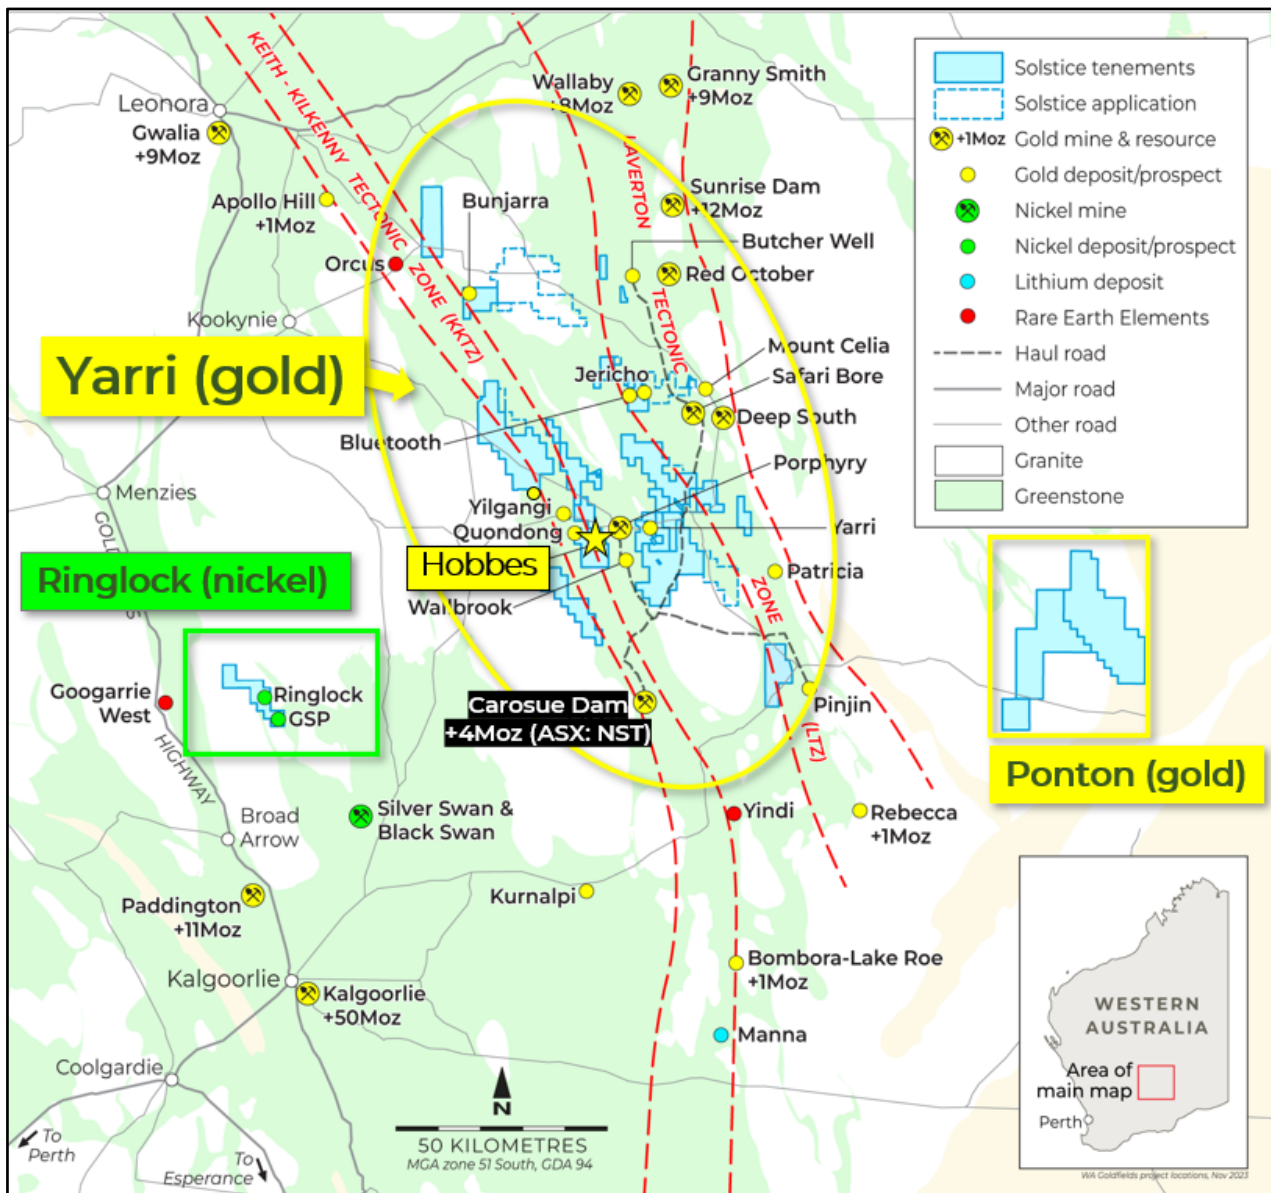 KEITH - KILKENNY TECTONIC ZONE (KKTZ)
Leonora
Gwalia
+9Moz
Wallaby
+8Moz
Granny Smith
+9Moz
LAVERTON
TECTONIC
ZONE
(LTZ)
Apollo Hill
+1Moz
Bunjarra
Sunrise Dam
+12Moz
Butcher Well
Orcus
Red October
Kookynie
Yarri (gold)
Mount Celia
Jericho
Safari Bore
Deep South
Bluetooth
Porphyry
Menzies
Yilgangi
Quondong
Yarri
Hobbes
Patricia
Wallbrook
Ringlock (nickel)
Googarrie
West
Ringlock
GSP
Carosue Dam
+4Moz (ASX: NST)
Pinjin
Ponton (gold)
HIGHWAY
Silver Swan &
Black Swan
Broad
Arrow
Yindi
Rebecca
+1Moz
Paddington
+11Moz
Kurnalpi
Kalgoorlie
Kalgoorlie
+50Moz
Bombora-Lake Roe
+1Moz
Manna
Coolgardie
To
Perth
To
Esperance
N
50 KILOMETRES
MGA zone 51 South, GDA 94
Solstice tenements
Solstice application
+1Moz Gold mine & resource
Gold deposit/prospect
Nickel mine
Nickel deposit/prospect
Lithium deposit
Rare Earth Elements
Haul road
Major road
Other road
Granite
Greenstone
WESTERN
AUSTRALIA
Area of
main map
Perth
WA Goldfields project locations, Nov 2023